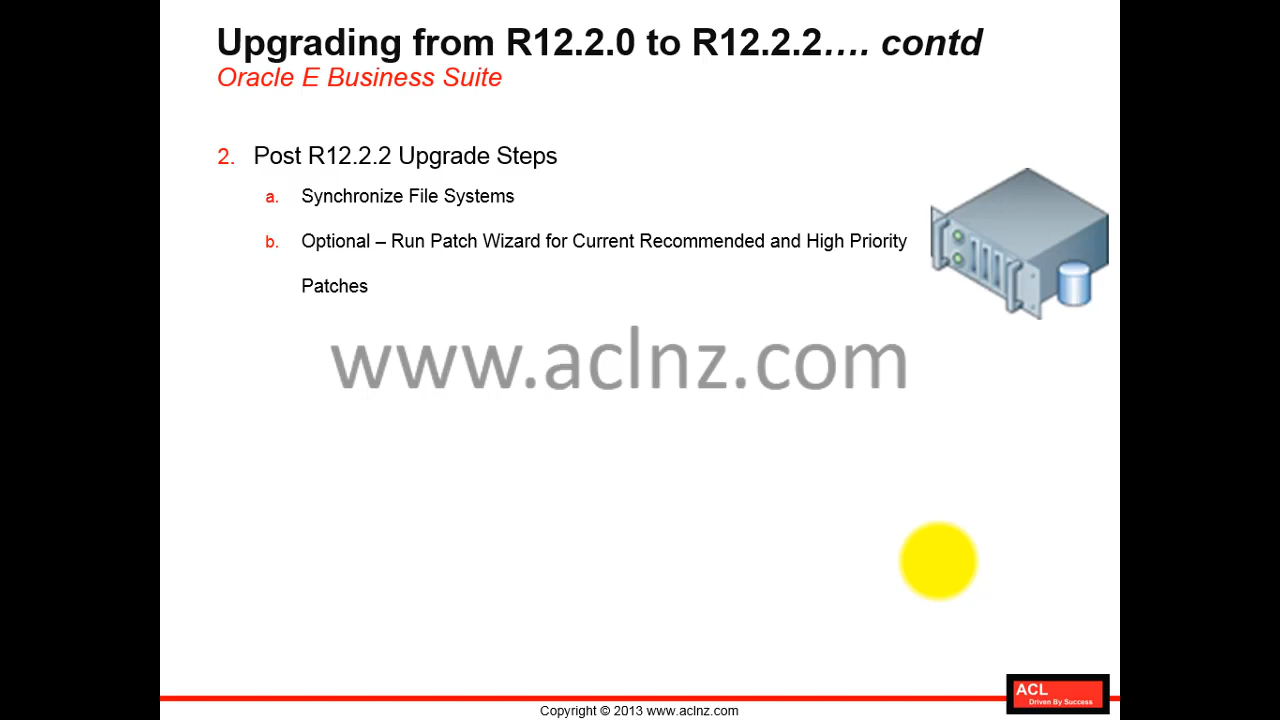 Upgrading from R12.2.0 to R12.2.2…. contd
Oracle E Business Suite
2. Post R12.2.2 Upgrade Steps
a. Synchronize File Systems
b. Optional – Run Patch Wizard for Current Recommended and High Priority
Patches
www.aclnz.com
ACL
Driven By Success
Copyright © 2013 www.aclnz.com